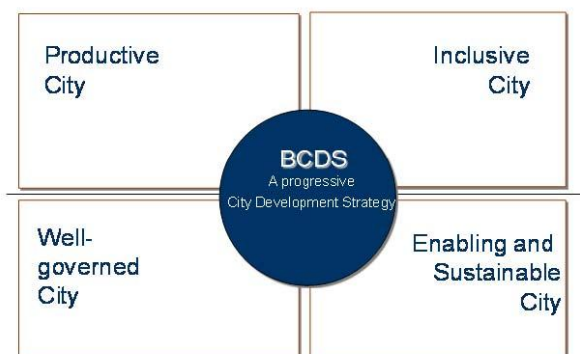 Productive
City
Inclusive
City
BCDS
A progressive
City Development Strategy
Well-
governed
City
Enabling and
Sustainable
City